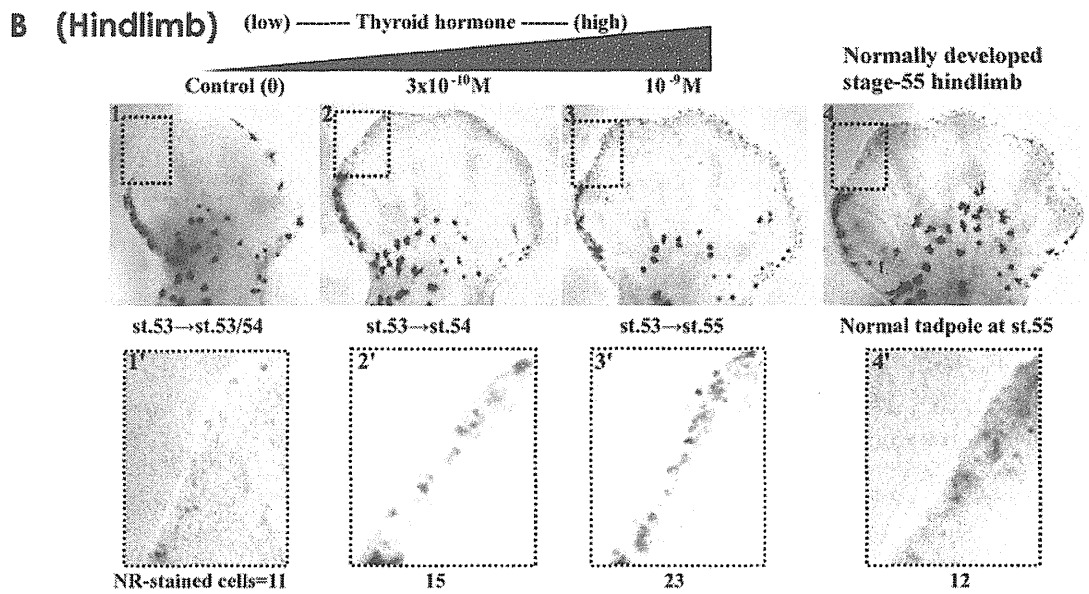 B (Hindlimb)
(low) ------ Thyroid hormone ------ (high)
Control (0) 3x10⁻¹⁰M 10⁻⁹M
Normally developed
stage-55 hindlimb
1 2 3 4
st.53→st.53/54 st.53→st.54 st.53→st.55 Normal tadpole at st.55
1' 2' 3' 4'
NR-stained cells=11 15 23 12